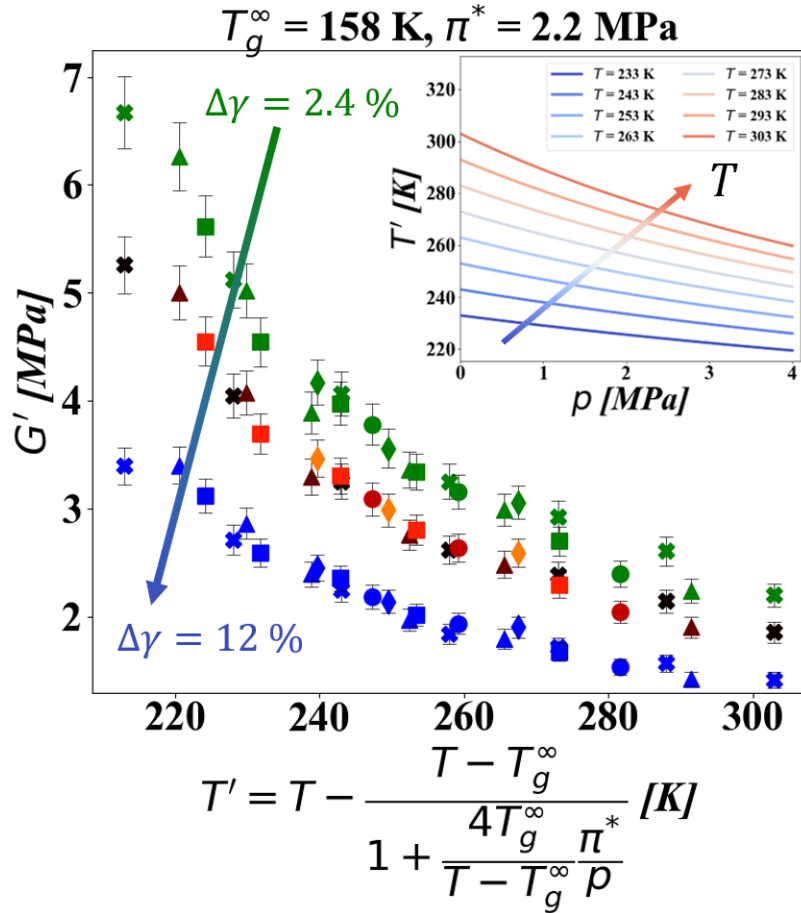 T_g^∞ = 158 K, π* = 2.2 MPa
Δγ = 2.4 %
Δγ = 12 %
G′ [MPa]
7
6
5
4
3
2
220 240 260 280 300
T′ = T − (T − T_g^∞) / (1 + (4T_g^∞ / (T − T_g^∞)) (π* / p)) [K]
T = 233 K
T = 243 K
T = 253 K
T = 263 K
T = 273 K
T = 283 K
T = 293 K
T = 303 K
T
T′ [K]
320
300
280
260
240
220
0 1 2 3 4
p [MPa]